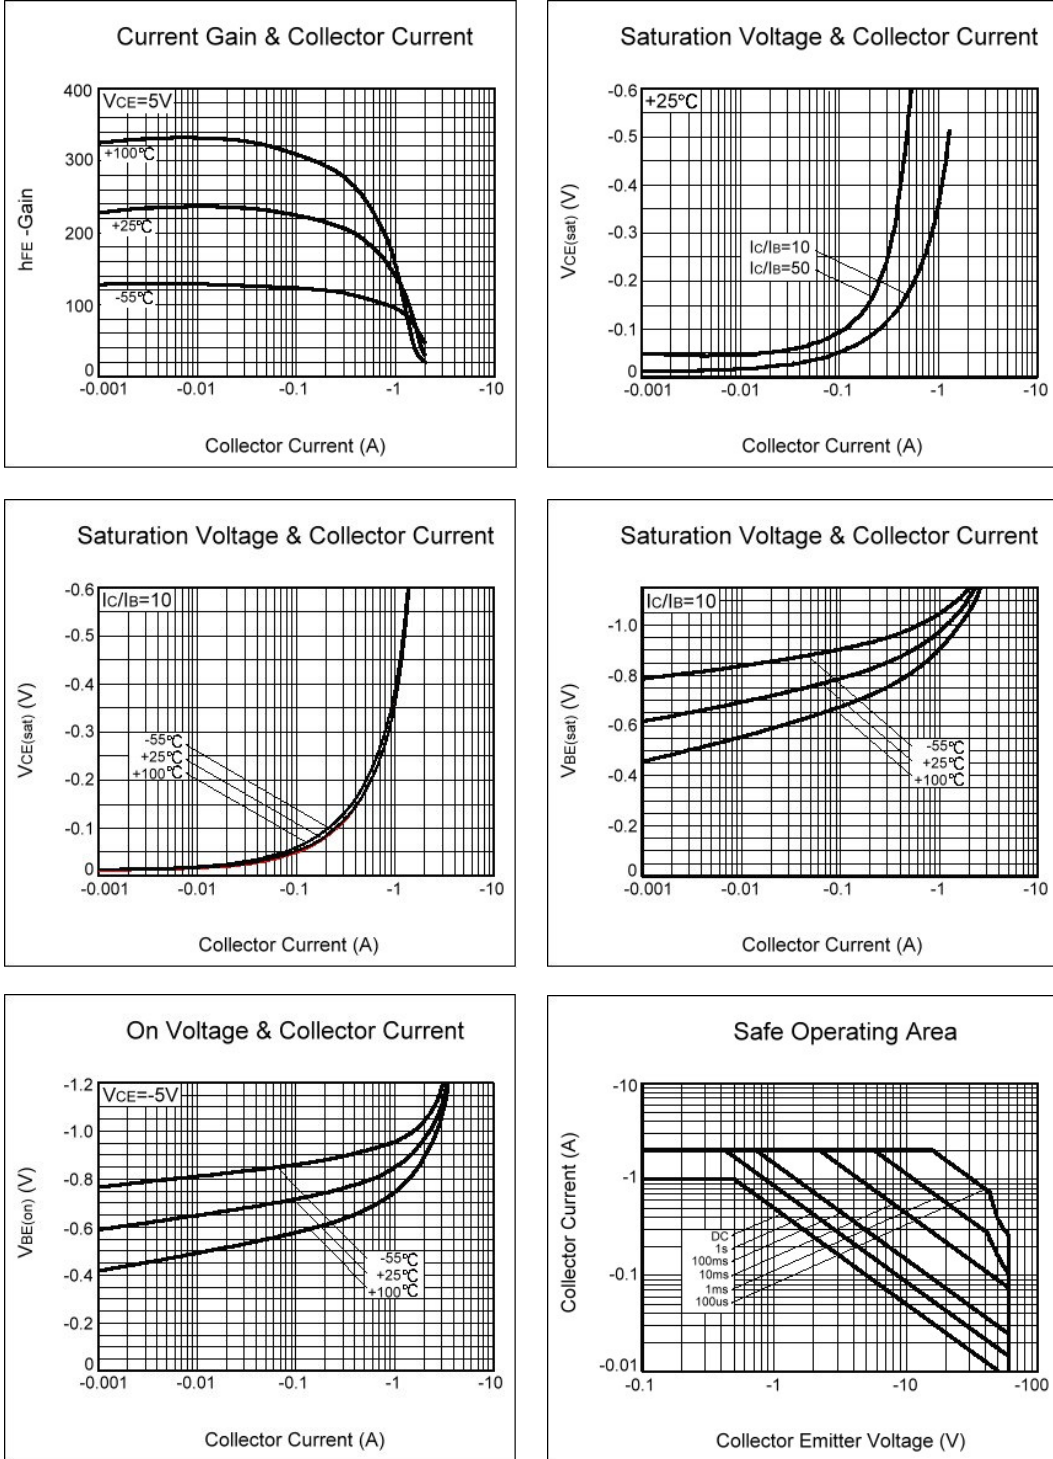 Current Gain & Collector Current
VCE=5V
400
300
200
100
0
+100℃
+25℃
-55℃
hFE -Gain
-0.001
-0.01
-0.1
-1
-10
Collector Current (A)
Saturation Voltage & Collector Current
+25℃
-0.6
-0.5
-0.4
-0.3
-0.2
-0.1
0
VCE(sat) (V)
IC/IB=10
IC/IB=50
-0.001
-0.01
-0.1
-1
-10
Collector Current (A)
Saturation Voltage & Collector Current
IC/IB=10
-0.6
-0.5
-0.4
-0.3
-0.2
-0.1
0
VCE(sat) (V)
-55℃
+25℃
+100℃
-0.001
-0.01
-0.1
-1
-10
Collector Current (A)
Saturation Voltage & Collector Current
IC/IB=10
-1.0
-0.8
-0.6
-0.4
-0.2
0
VBE(sat) (V)
-55℃
+25℃
+100℃
-0.001
-0.01
-0.1
-1
-10
Collector Current (A)
On Voltage & Collector Current
VCE=-5V
-1.2
-1.0
-0.8
-0.6
-0.4
-0.2
0
VBE(on) (V)
-55℃
+25℃
+100℃
-0.001
-0.01
-0.1
-1
-10
Collector Current (A)
Safe Operating Area
-10
-1
-0.1
-0.01
Collector Current (A)
DC
1s
100ms
10ms
1ms
100us
-0.1
-1
-10
-100
Collector Emitter Voltage (V)